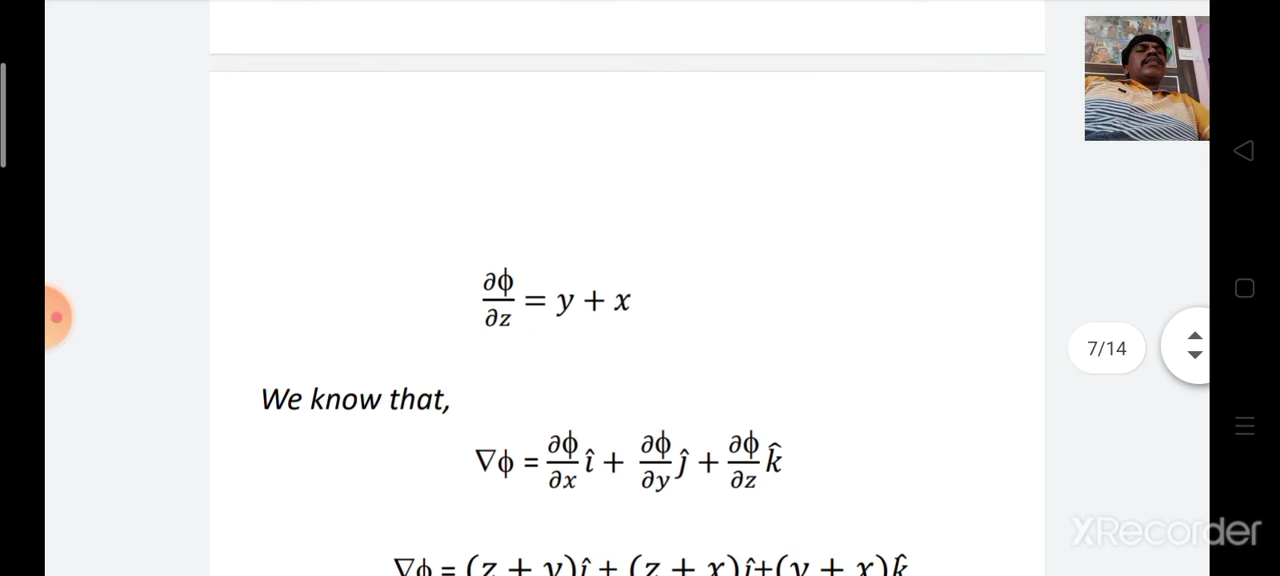 ∂ϕ/∂z = y + x
We know that,
∇ϕ = ∂ϕ/∂x î + ∂ϕ/∂y ĵ + ∂ϕ/∂z k̂
7/14
∇ϕ = (z + y)î + (z + x)ĵ+(y + x)k̂
XRecorder